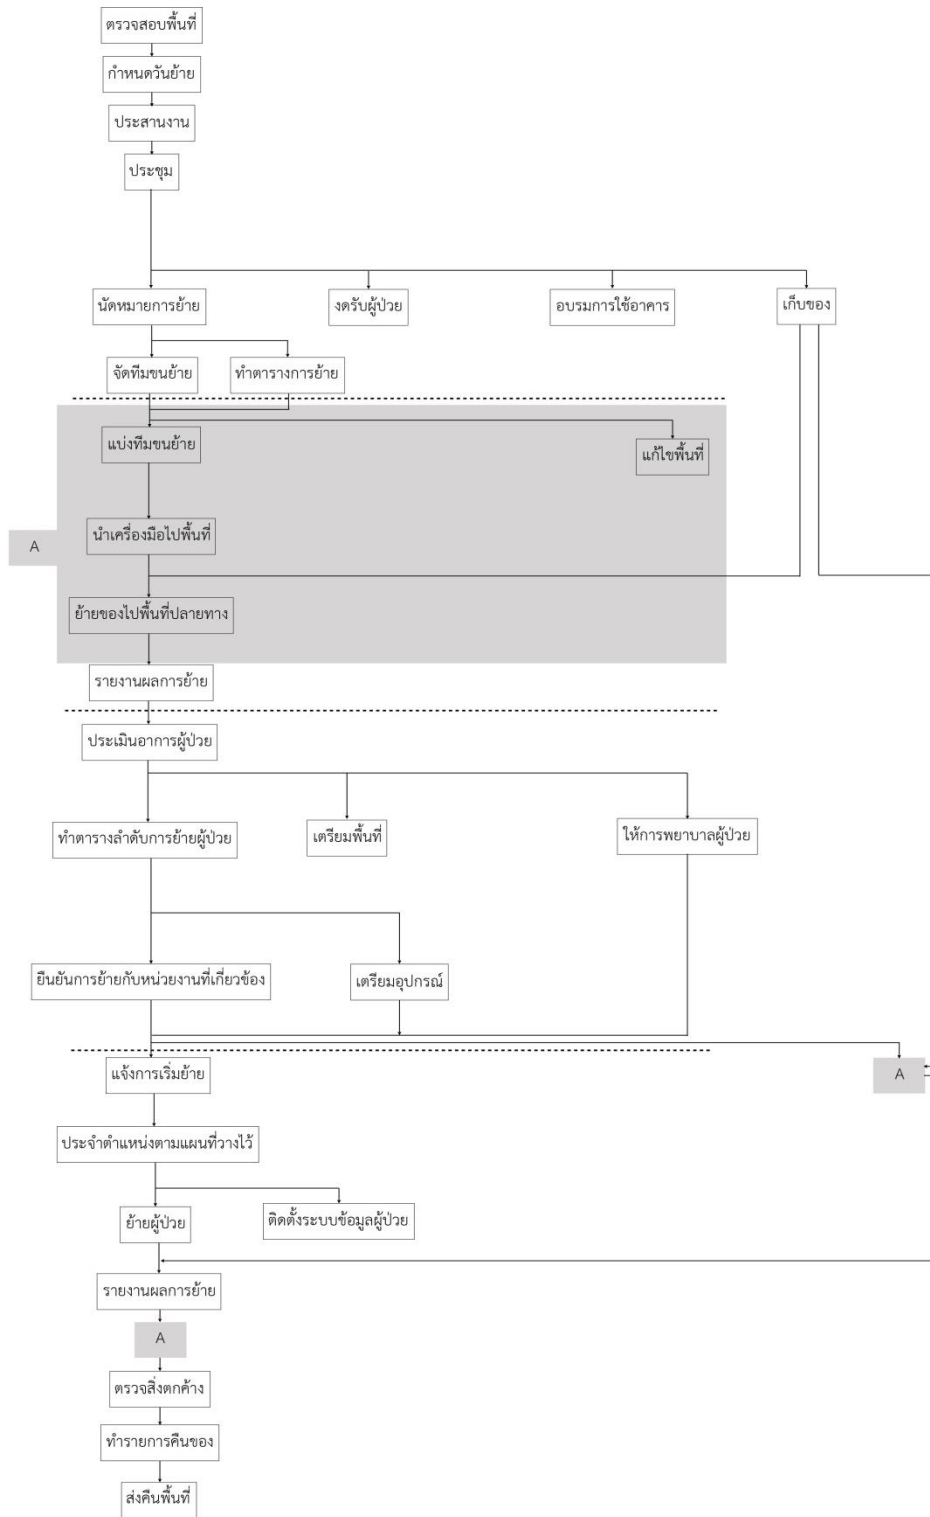 ตรวจสอบพื้นที่
กำหนดวันย้าย
ประสานงาน
ประชุม
นัดหมายการย้าย
งดรับผู้ป่วย
อบรมการใช้อาคาร
เก็บของ
จัดทีมขนย้าย
ทำตารางการย้าย
แบ่งทีมขนย้าย
แก้ไขพื้นที่
นำเครื่องมือไปพื้นที่
A
ย้ายของไปพื้นที่ปลายทาง
รายงานผลการย้าย
ประเมินอาการผู้ป่วย
ทำตารางลำดับการย้ายผู้ป่วย
เตรียมพื้นที่
ให้การพยาบาลผู้ป่วย
ยืนยันการย้ายกับหน่วยงานที่เกี่ยวข้อง
เตรียมอุปกรณ์
แจ้งการเริ่มย้าย
A
ประจำตำแหน่งตามแผนที่วางไว้
ย้ายผู้ป่วย
ติดตั้งระบบข้อมูลผู้ป่วย
รายงานผลการย้าย
A
ตรวจสิ่งตกค้าง
ทำรายการคืนของ
ส่งคืนพื้นที่